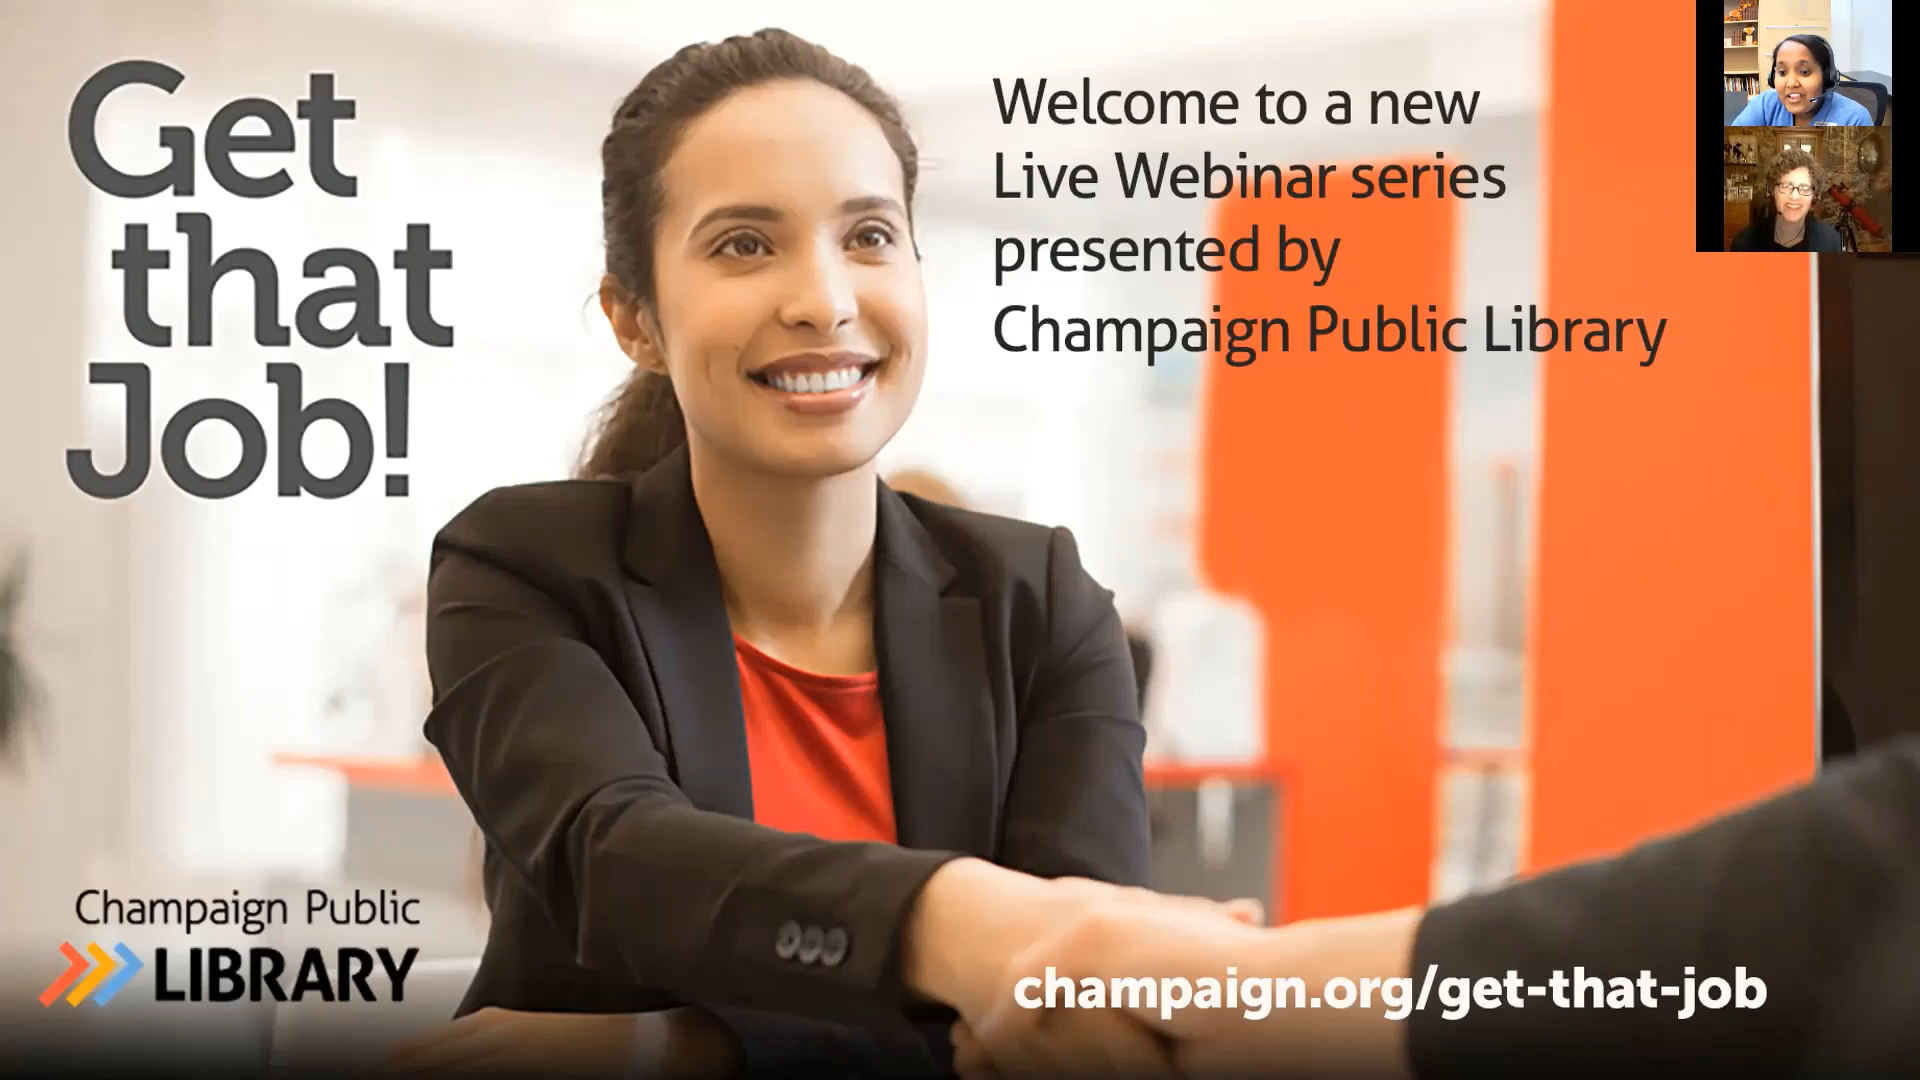 Get
that
Job!
Welcome to a new
Live Webinar series
presented by
Champaign Public Library
Champaign Public
LIBRARY
champaign.org/get-that-job